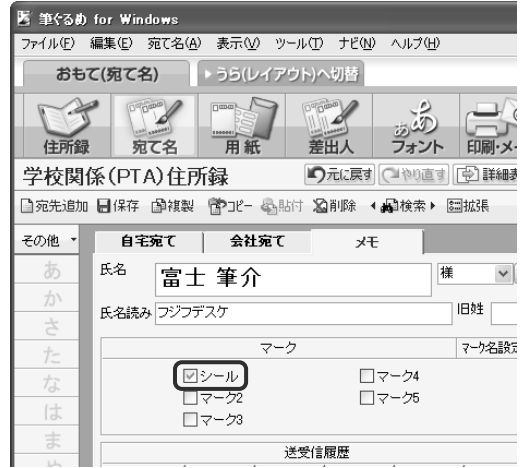 筆ぐるめ for Windows
ファイル(F) 編集(E) 宛て名(A) 表示(V) ツール(T) ナビ(N) ヘルプ(H)
おもて(宛て名) うら(レイアウト)へ切替
住所録 宛て名 用紙 差出人 フォント 印刷・メ
学校関係(PTA)住所録 元に戻す やり直す 詳細表
宛先追加 保存 複製 コピー 貼付 削除 検索 拡張
その他 自宅宛て 会社宛て メモ
あ
か
さ
た
な
は
ま
や
氏名 富士 筆介 様
氏名読み フジフデスケ 旧姓
マーク マーク名設定
シール マーク4
マーク2 マーク5
マーク3
送受信履歴